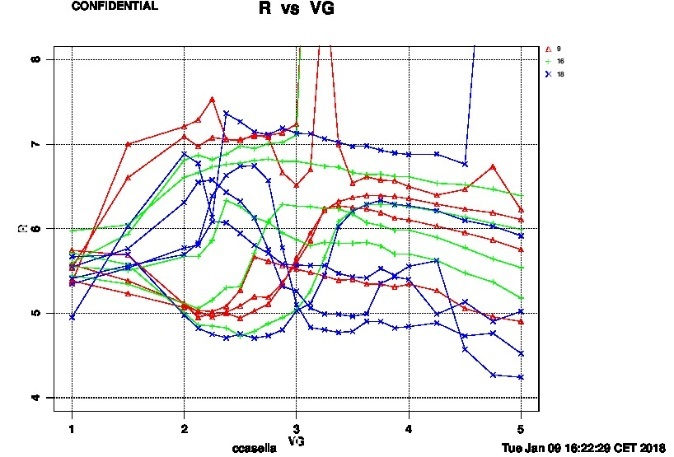 CONFIDENTIAL
R vs VG
9
16
18
8
7
6
5
4
R
1 2 3 4 5
VG
ccasella
Tue Jan 09 16:22:29 CET 2018